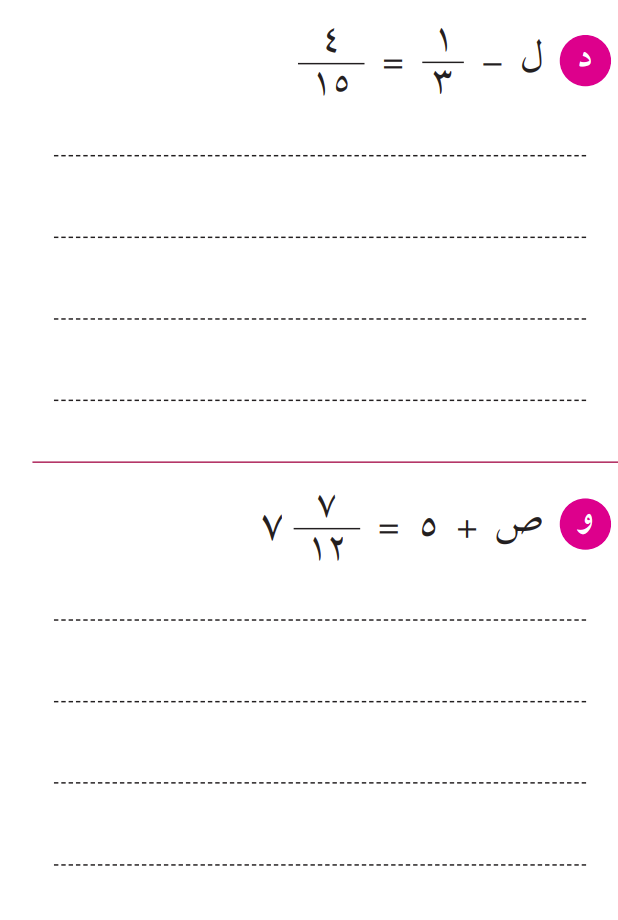 د ل – ١/٣ = ٤/١٥
و ص + ٥ = ٧ ٧/١٢